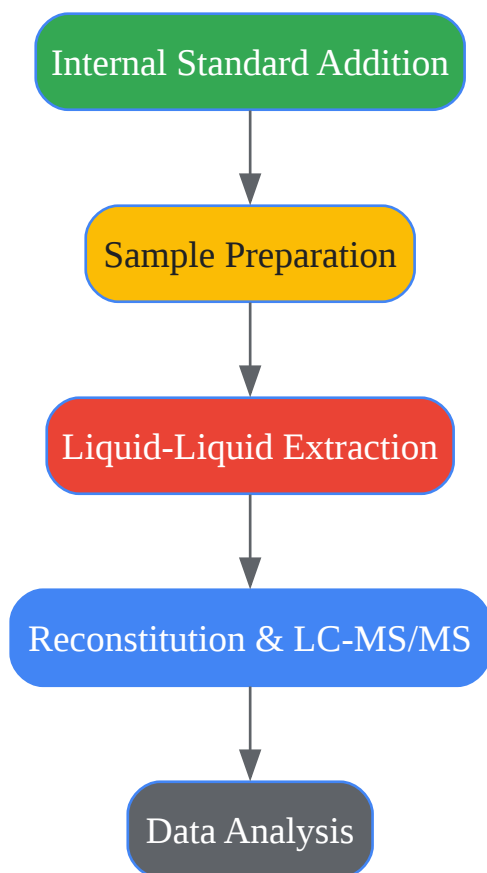 Internal Standard Addition
Sample Preparation
Liquid-Liquid Extraction
Reconstitution & LC-MS/MS
Data Analysis